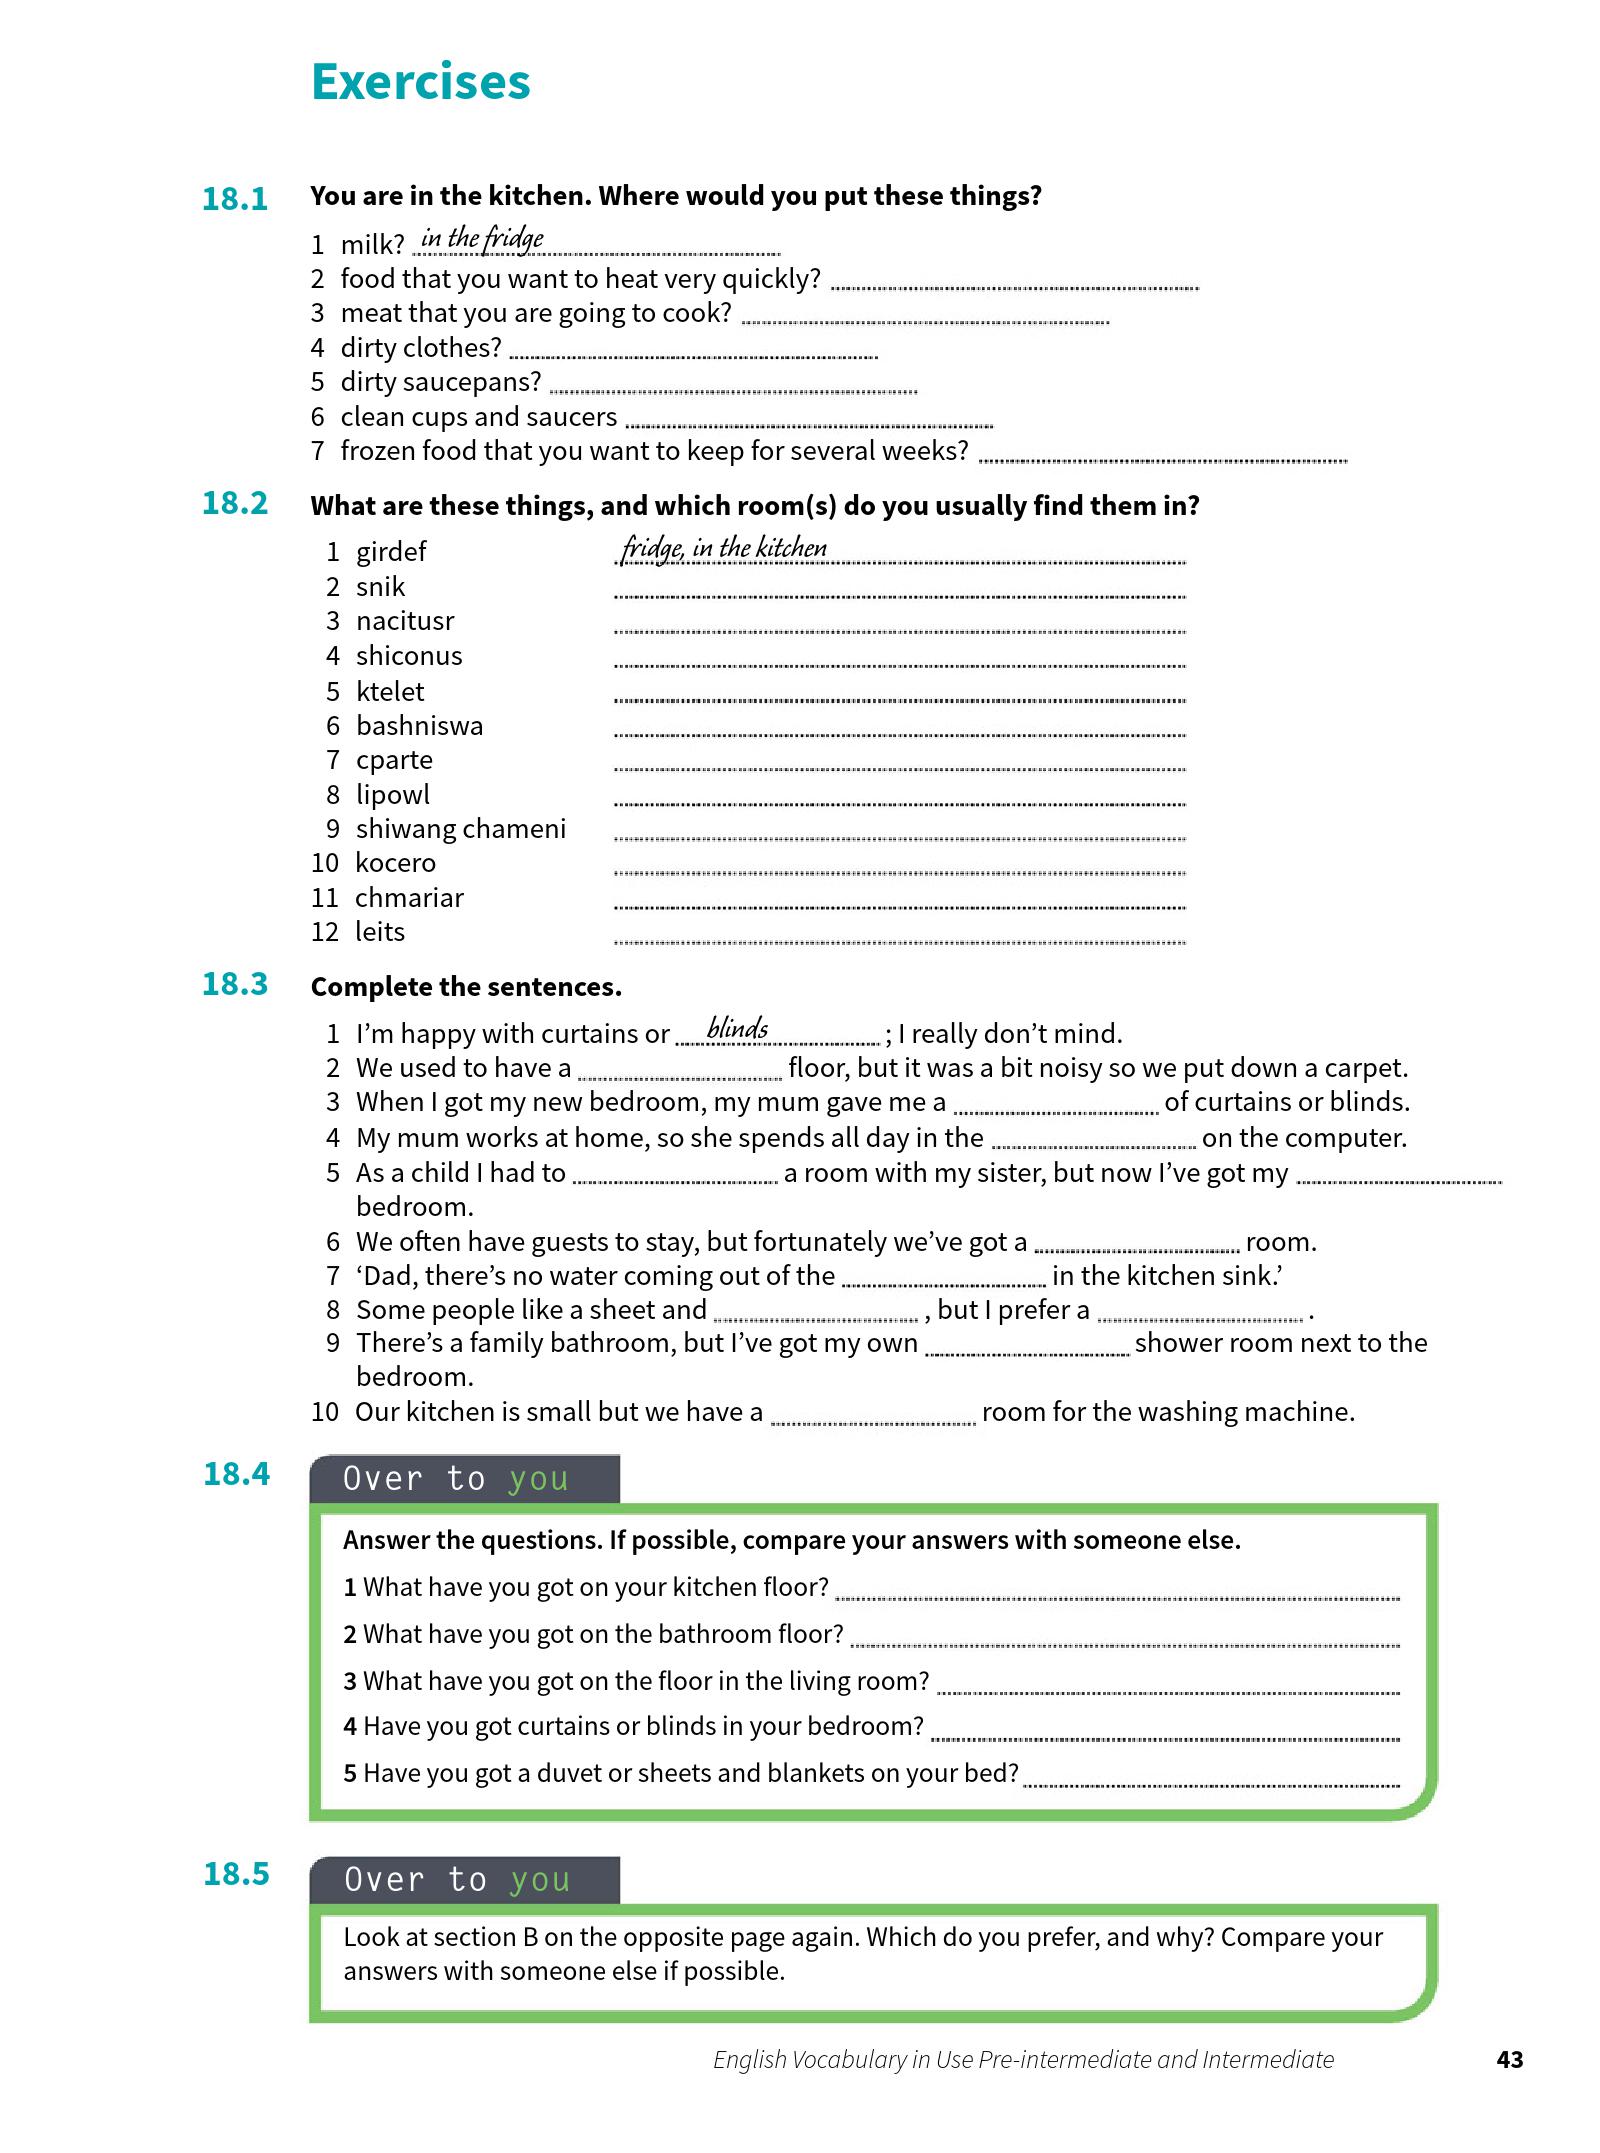 Exercises
18.1 You are in the kitchen. Where would you put these things?
1 milk? in the fridge
2 food that you want to heat very quickly?
3 meat that you are going to cook?
4 dirty clothes?
5 dirty saucepans?
6 clean cups and saucers
7 frozen food that you want to keep for several weeks?
18.2 What are these things, and which room(s) do you usually find them in?
1 girdef fridge, in the kitchen
2 snik
3 nacitusr
4 shiconus
5 ktelet
6 bashniswa
7 cparte
8 lipowl
9 shiwang chameni
10 kocero
11 chmariar
12 leits
18.3 Complete the sentences.
1 I'm happy with curtains or blinds ; I really don't mind.
2 We used to have a floor, but it was a bit noisy so we put down a carpet.
3 When I got my new bedroom, my mum gave me a of curtains or blinds.
4 My mum works at home, so she spends all day in the on the computer.
5 As a child I had to a room with my sister, but now I've got my
bedroom.
6 We often have guests to stay, but fortunately we've got a room.
7 ‘Dad, there's no water coming out of the in the kitchen sink.’
8 Some people like a sheet and , but I prefer a .
9 There's a family bathroom, but I've got my own shower room next to the
bedroom.
10 Our kitchen is small but we have a room for the washing machine.
18.4 Over to you
Answer the questions. If possible, compare your answers with someone else.
1 What have you got on your kitchen floor?
2 What have you got on the bathroom floor?
3 What have you got on the floor in the living room?
4 Have you got curtains or blinds in your bedroom?
5 Have you got a duvet or sheets and blankets on your bed?
18.5 Over to you
Look at section B on the opposite page again. Which do you prefer, and why? Compare your
answers with someone else if possible.
English Vocabulary in Use Pre-intermediate and Intermediate 43